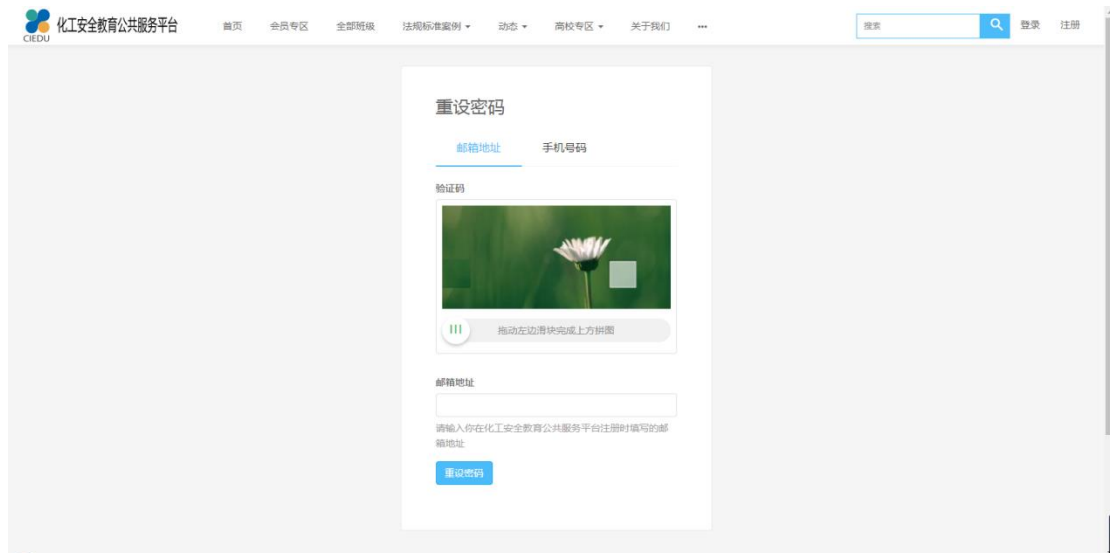 化工安全教育公共服务平台
CIEDU
首页 会员专区 全部班级 法规标准案例 动态 高校专区 关于我们 ••• 搜索 登录 注册
重设密码
邮箱地址 手机号码
验证码
拖动左边滑块完成上方拼图
邮箱地址
请输入你在化工安全教育公共服务平台注册时填写的邮
箱地址
重设密码